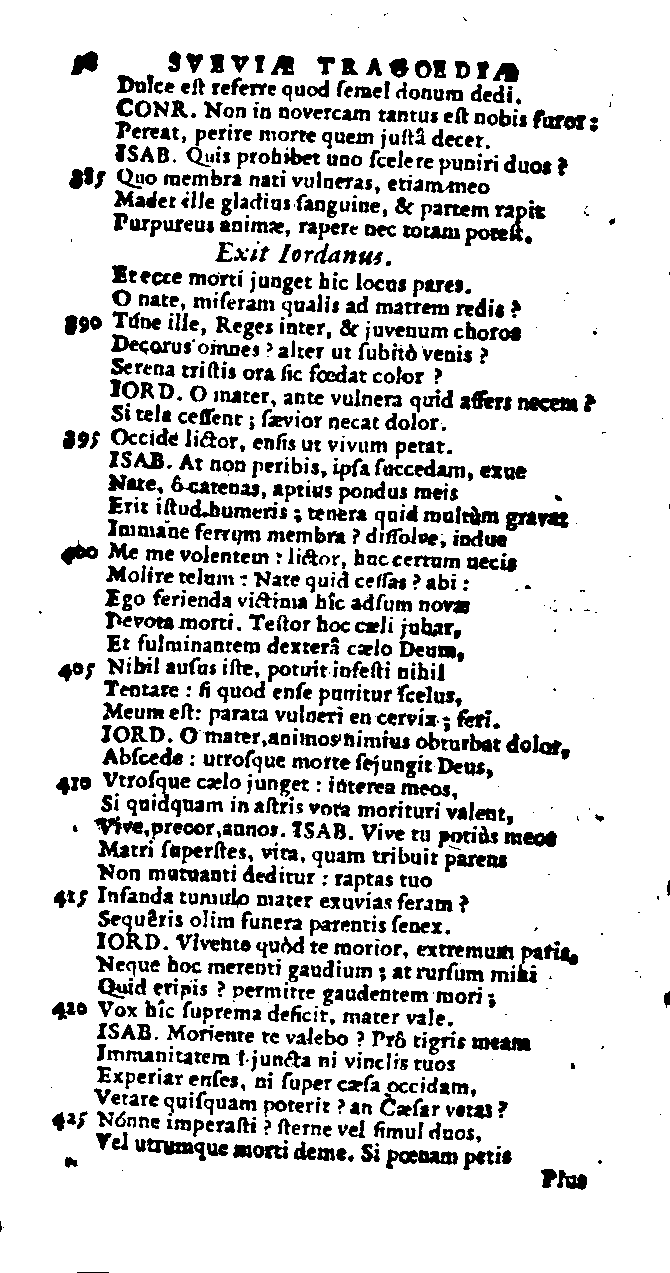 98 SVEVIÆ TRAGOEDIÆ
Dulce eſt referre quod ſemel donum dedi.
CONR. Non in novercam tantus eſt nobis furor:
Pereat, perire morte quem juſtâ decet.
ISAB. Quis prohibet uno ſcelere puniri duos?
385 Quo membra nati vulneras, etiam meo
Madet ille gladius ſanguine, & partem rapit
Purpureus animæ, rapere nec totam poteſt.
Exit Iordanus.
Et ecce morti junget hic locus pares.
O nate, miſeram qualis ad matrem redis?
390 Túne ille, Reges inter, & juvenum choros
Decorus omnes? alter ut ſubitò venis?
Serena triſtis ora ſic fœdat color?
IORD. O mater, ante vulnera quid affers necem?
Si tela ceſſent; ſævior necat dolor.
395 Occide lictor, enſis ut vivum petat.
ISAB. At non peribis, ipſa ſuccedam, exue
Nate, ô catenas, aptius pondus meis
Erit iſtud humeris; tenera quid multùm gravat
Immane ferrum membra? diſſolve, indue
400 Me me volentem: lictor, huc certum necis
Molire telum: Nate quid ceſſas? abi:
Ego ferienda victima hîc adſum novæ
Devota morti. Teſtor hoc cæli jubar,
Et fulminantem dexterâ cælo Deum,
405 Nihil auſus iſte, potuit infeſti nihil
Tentare: ſi quod enſe punitur ſcelus,
Meum eſt: parata vulneri en cervix; feri.
IORD. O mater, animos nimius obturbat dolor,
Abſcede: utroſque morte ſejungit Deus,
410 Vtroſque cælo junget: interea meos,
Si quidquam in aſtris vota morituri valent,
Vive, precor, annos. ISAB. Vive tu potiùs meos
Matri ſuperſtes, vita, quam tribuit parens
Non mutuanti deditur: raptas tuo
415 Infanda tumulo mater exuvias feram?
Sequêris olim funera parentis ſenex.
IORD. Vivente quòd te morior, extremum patis,
Neque hoc merenti gaudium; at rurſum mihi
Quid eripis? permitte gaudentem mori;
420 Vox hîc ſuprema deficit, mater vale.
ISAB. Moriente te valebo? Prô tigris meam
Immanitatem! juncta ni vinclis tuos
Experiar enſes, ni ſuper cæſa occidam,
Vetare quiſquam poterit? an Cæſar vetas?
425 Nónne imperaſti? ſterne vel ſimul duos,
Vel utrumque morti deme. Si pœnam petis
Plus